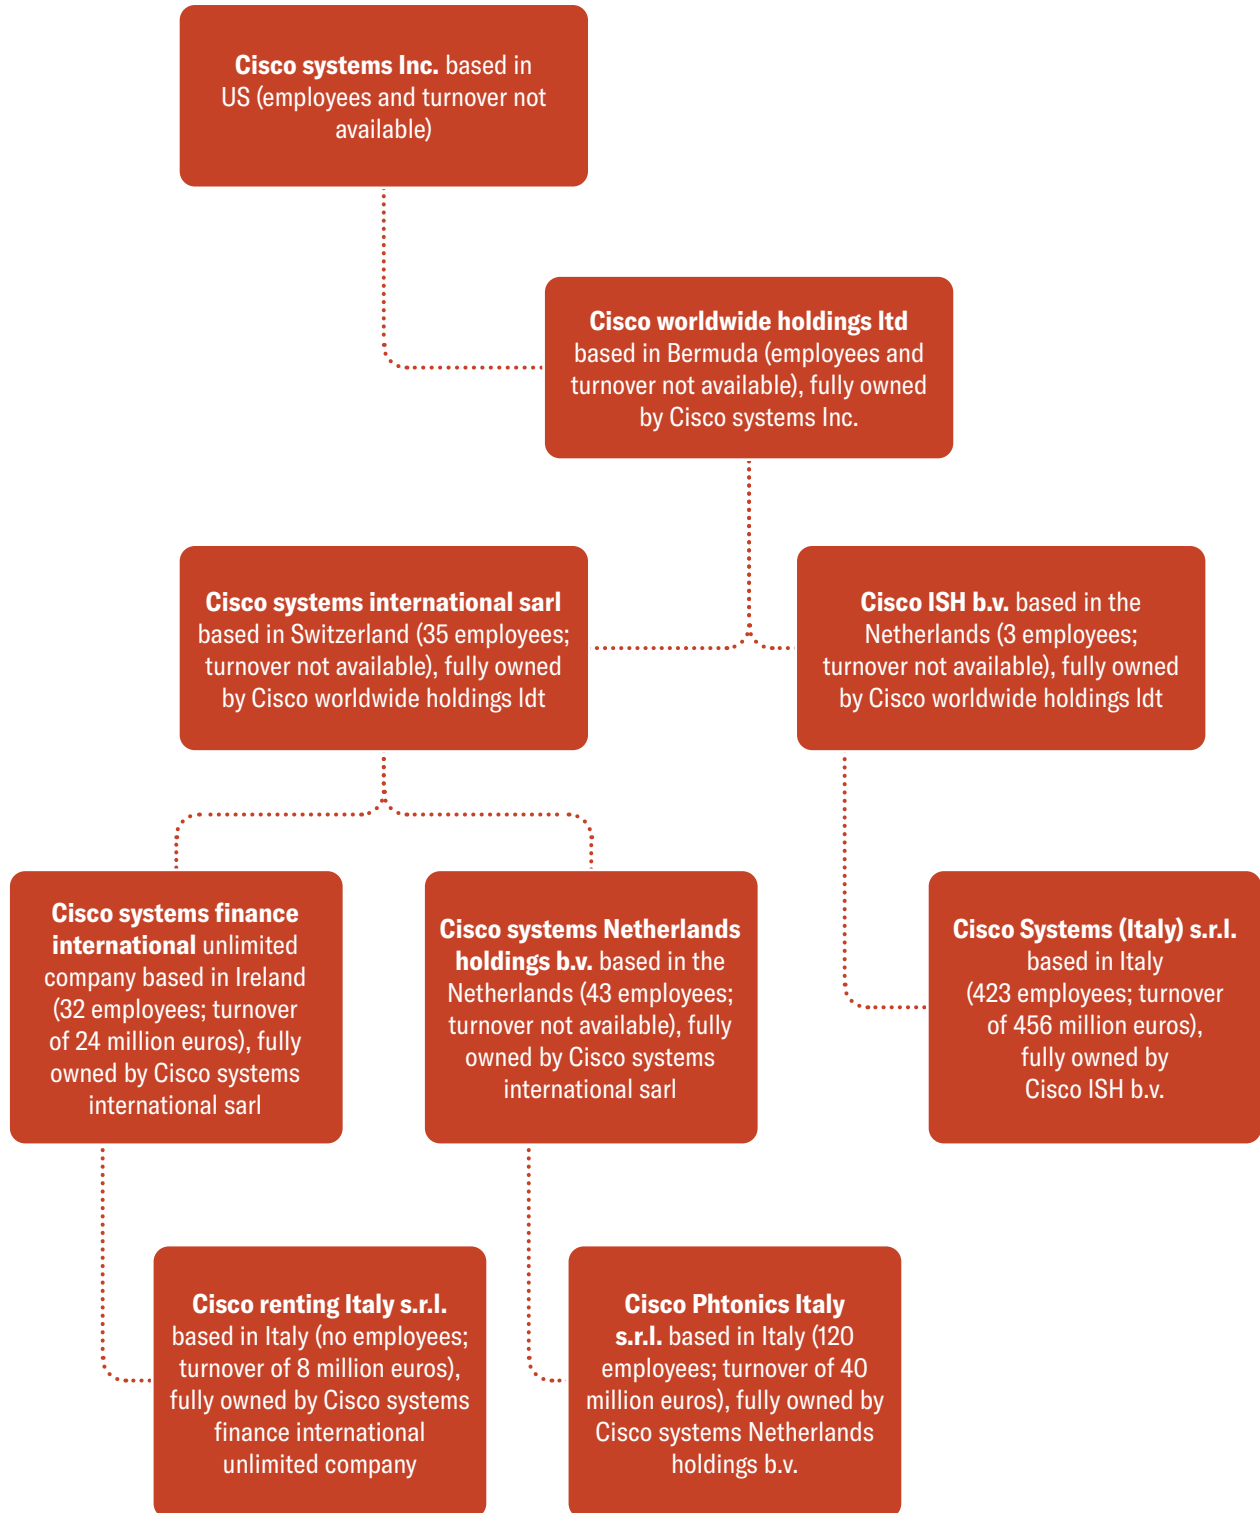 Cisco systems Inc. based in
US (employees and turnover not
available)
Cisco worldwide holdings ltd
based in Bermuda (employees and
turnover not available), fully owned
by Cisco systems Inc.
Cisco systems international sarl
based in Switzerland (35 employees;
turnover not available), fully owned
by Cisco worldwide holdings ldt
Cisco ISH b.v. based in the
Netherlands (3 employees;
turnover not available), fully owned
by Cisco worldwide holdings ldt
Cisco systems finance
international unlimited
company based in Ireland
(32 employees; turnover
of 24 million euros), fully
owned by Cisco systems
international sarl
Cisco systems Netherlands
holdings b.v. based in the
Netherlands (43 employees;
turnover not available), fully
owned by Cisco systems
international sarl
Cisco Systems (Italy) s.r.l.
based in Italy
(423 employees; turnover
of 456 million euros),
fully owned by
Cisco ISH b.v.
Cisco renting Italy s.r.l.
based in Italy (no employees;
turnover of 8 million euros),
fully owned by Cisco systems
finance international
unlimited company
Cisco Phtonics Italy
s.r.l. based in Italy (120
employees; turnover of 40
million euros), fully owned by
Cisco systems Netherlands
holdings b.v.